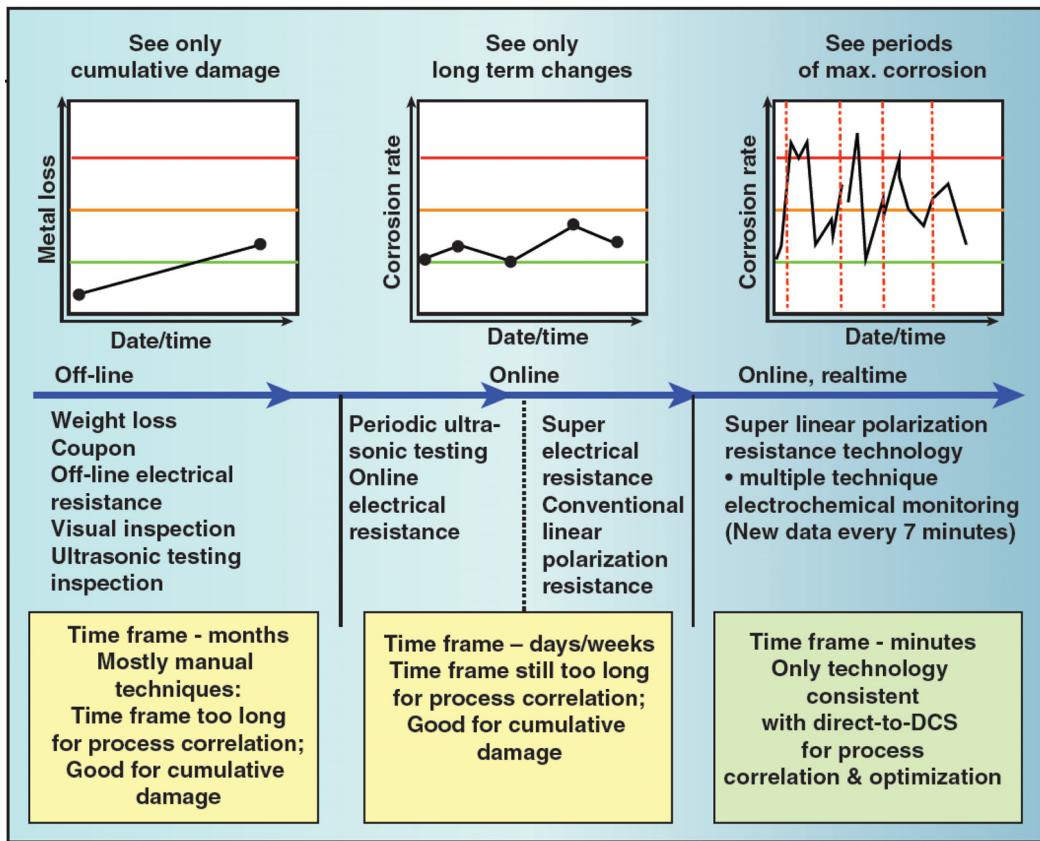 See only
cumulative damage
Metal loss
Date/time
See only
long term changes
Corrosion rate
Date/time
See periods
of max. corrosion
Corrosion rate
Date/time
Off-line
Online
Online, realtime
Weight loss
Coupon
Off-line electrical
resistance
Visual inspection
Ultrasonic testing
inspection
Periodic ultra-
sonic testing
Online
electrical
resistance
Super
electrical
resistance
Conventional
linear
polarization
resistance
Super linear polarization
resistance technology
• multiple technique
electrochemical monitoring
(New data every 7 minutes)
Time frame - months
Mostly manual
techniques:
Time frame too long
for process correlation;
Good for cumulative
damage
Time frame – days/weeks
Time frame still too long
for process correlation;
Good for cumulative
damage
Time frame - minutes
Only technology
consistent
with direct-to-DCS
for process
correlation & optimization